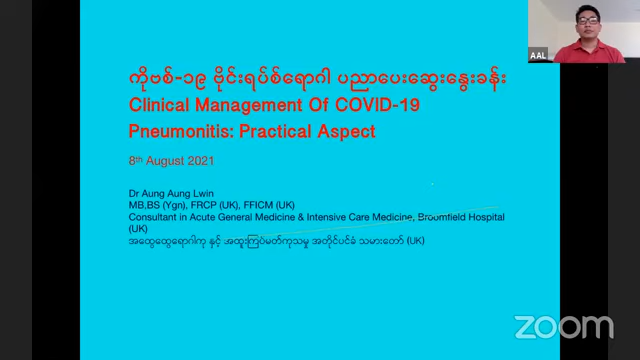 ကိုဗစ်-၁၉ ဗိုင်းရပ်စ်ရောဂါ ပညာပေးဆွေးနွေးခန်း
Clinical Management Of COVID-19
Pneumonitis: Practical Aspect
8th August 2021
Dr Aung Aung Lwin
MB,BS (Ygn), FRCP (UK), FFICM (UK)
Consultant in Acute General Medicine & Intensive Care Medicine, Broomfield Hospital
(UK)
အထွေထွေရောဂါကု နှင့် အထူးကြပ်မတ်ကုသမှု အတိုင်ပင်ခံ သမားတော် (UK)
AAL
zoom